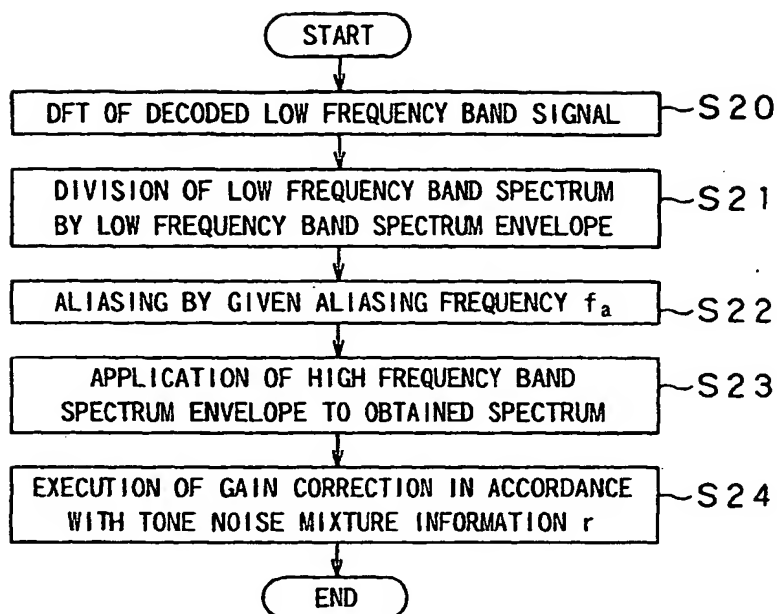 START
DFT OF DECODED LOW FREQUENCY BAND SIGNAL
S20
DIVISION OF LOW FREQUENCY BAND SPECTRUM
BY LOW FREQUENCY BAND SPECTRUM ENVELOPE
S21
ALIASING BY GIVEN ALIASING FREQUENCY fa
S22
APPLICATION OF HIGH FREQUENCY BAND
SPECTRUM ENVELOPE TO OBTAINED SPECTRUM
S23
EXECUTION OF GAIN CORRECTION IN ACCORDANCE
WITH TONE NOISE MIXTURE INFORMATION r
S24
END